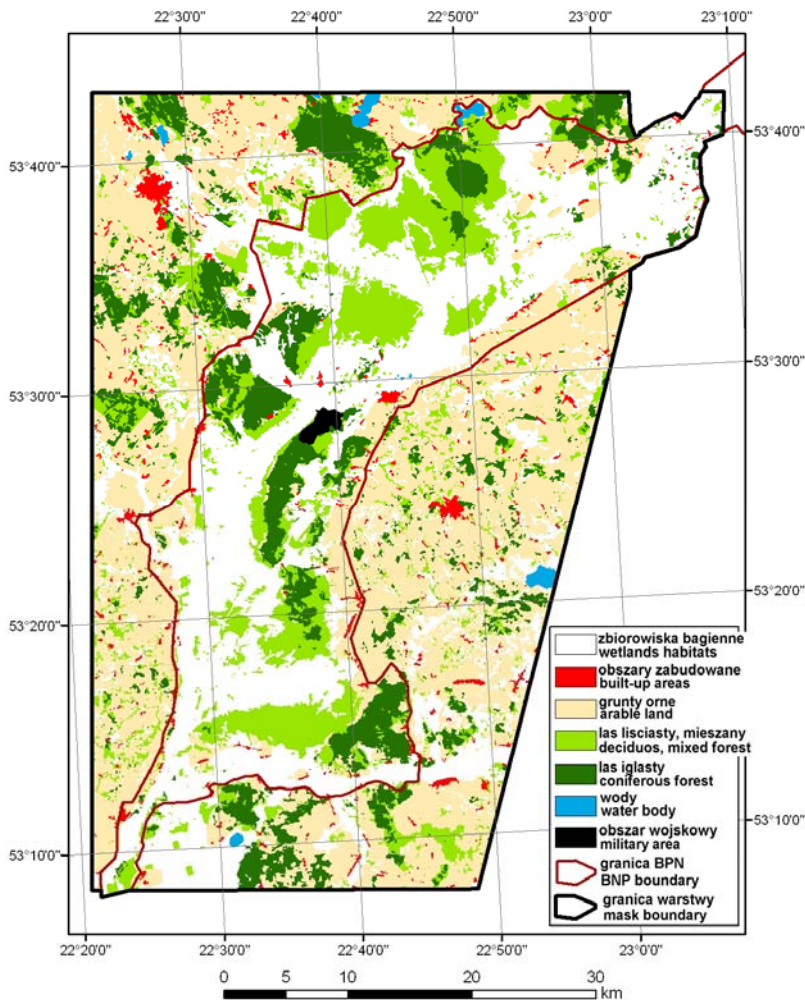 22°30'0"
22°40'0"
22°50'0"
23°0'0"
23°10'0"
53°40'0"
53°40'0"
53°30'0"
53°30'0"
53°20'0"
53°20'0"
53°10'0"
53°10'0"
zbiorowiska bagienne
wetlands habitats
obszary zabudowane
built-up areas
grunty orne
arable land
las lisciasty, mieszany
deciduos, mixed forest
las iglasty
coniferous forest
wody
water body
obszar wojskowy
military area
granica BPN
BNP boundary
granica warstwy
mask boundary
22°20'0"
22°30'0"
22°40'0"
22°50'0"
23°0'0"
0 5 10 20 30
km